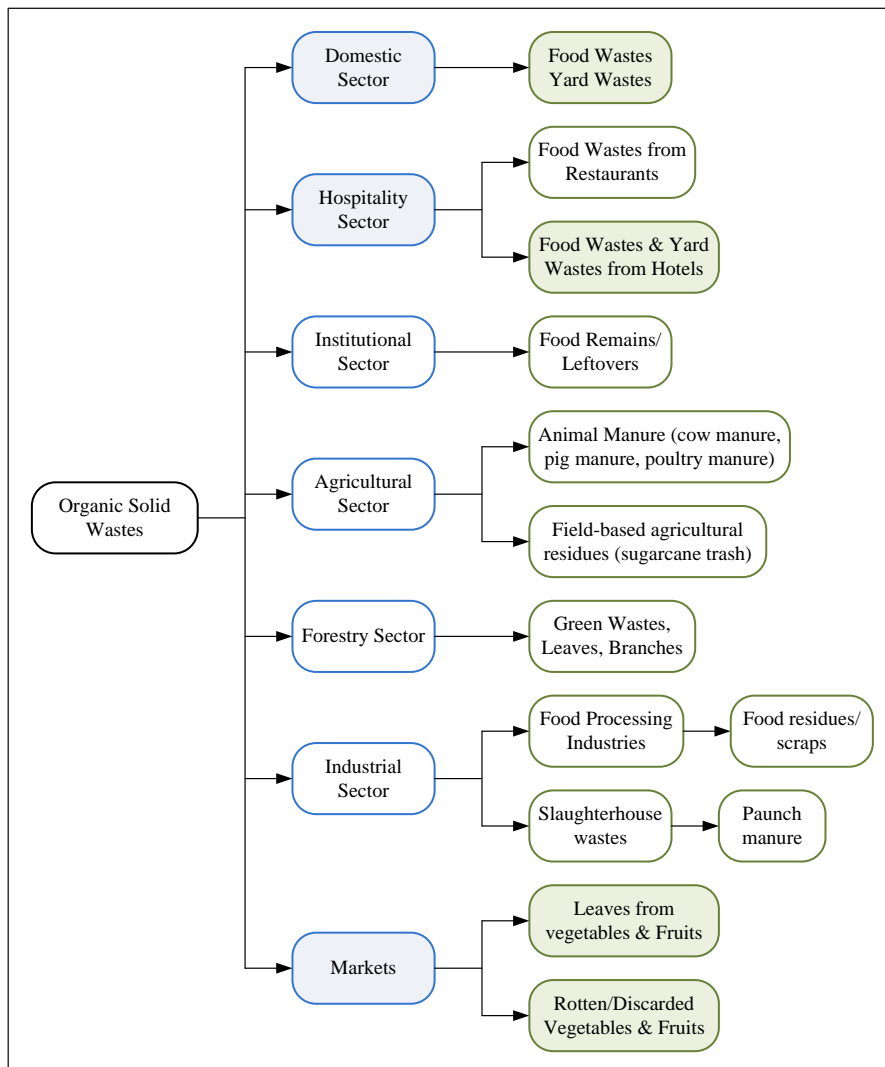 Organic Solid
Wastes
Domestic
Sector
Food Wastes
Yard Wastes
Hospitality
Sector
Food Wastes from
Restaurants
Food Wastes & Yard
Wastes from Hotels
Institutional
Sector
Food Remains/
Leftovers
Agricultural
Sector
Animal Manure (cow manure,
pig manure, poultry manure)
Field-based agricultural
residues (sugarcane trash)
Forestry Sector
Green Wastes,
Leaves, Branches
Industrial
Sector
Food Processing
Industries
Food residues/
scraps
Slaughterhouse
wastes
Paunch
manure
Markets
Leaves from
vegetables & Fruits
Rotten/Discarded
Vegetables & Fruits